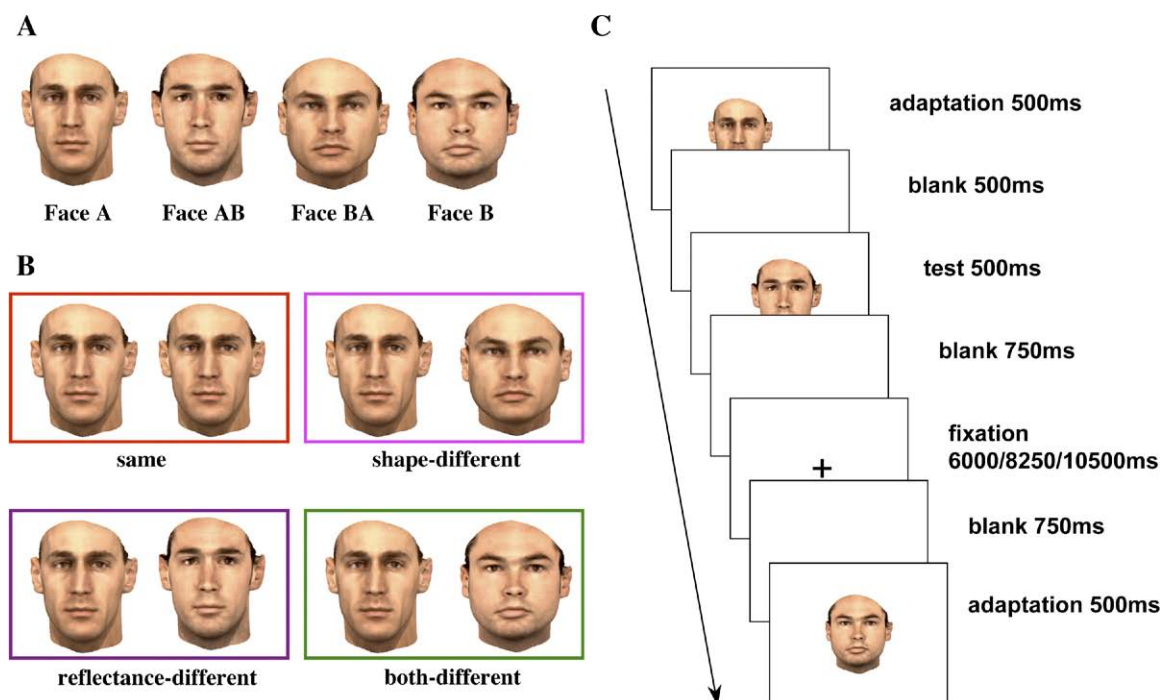 A
Face A
Face AB
Face BA
Face B
B
same
shape-different
reflectance-different
both-different
C
adaptation 500ms
blank 500ms
test 500ms
blank 750ms
fixation
6000/8250/10500ms
blank 750ms
adaptation 500ms